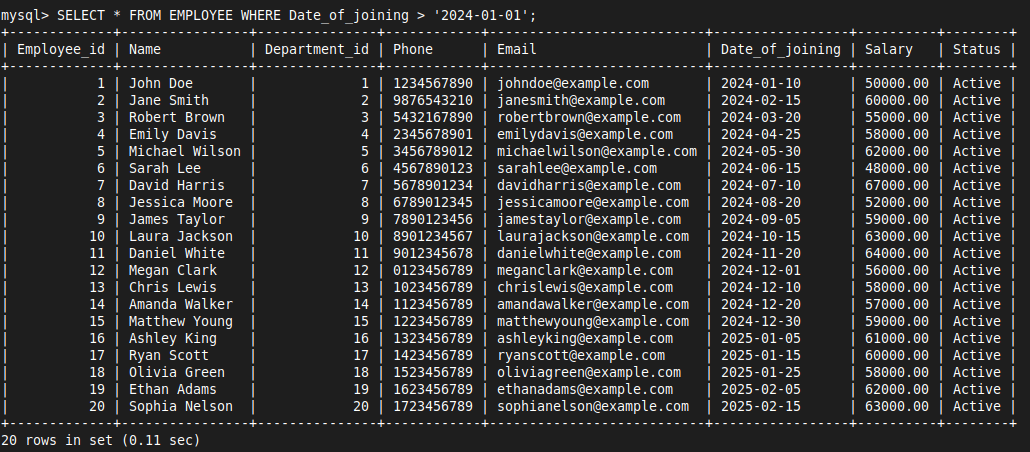 mysql> SELECT * FROM EMPLOYEE WHERE Date_of_joining > '2024-01-01';
+-------------+----------------+---------------+------------+---------------------------+-----------------+----------+--------+
| Employee_id | Name           | Department_id | Phone      | Email                     | Date_of_joining | Salary   | Status |
+-------------+----------------+---------------+------------+---------------------------+-----------------+----------+--------+
|           1 | John Doe       |             1 | 1234567890 | johndoe@example.com       | 2024-01-10      | 50000.00 | Active |
|           2 | Jane Smith     |             2 | 9876543210 | janesmith@example.com     | 2024-02-15      | 60000.00 | Active |
|           3 | Robert Brown   |             3 | 5432167890 | robertbrown@example.com   | 2024-03-20      | 55000.00 | Active |
|           4 | Emily Davis    |             4 | 2345678901 | emilydavis@example.com    | 2024-04-25      | 58000.00 | Active |
|           5 | Michael Wilson |             5 | 3456789012 | michaelwilson@example.com | 2024-05-30      | 62000.00 | Active |
|           6 | Sarah Lee      |             6 | 4567890123 | sarahlee@example.com      | 2024-06-15      | 48000.00 | Active |
|           7 | David Harris   |             7 | 5678901234 | davidharris@example.com   | 2024-07-10      | 67000.00 | Active |
|           8 | Jessica Moore  |             8 | 6789012345 | jessicamoore@example.com  | 2024-08-20      | 52000.00 | Active |
|           9 | James Taylor   |             9 | 7890123456 | jamestaylor@example.com   | 2024-09-05      | 59000.00 | Active |
|          10 | Laura Jackson  |            10 | 8901234567 | laurajackson@example.com  | 2024-10-15      | 63000.00 | Active |
|          11 | Daniel White   |            11 | 9012345678 | danielwhite@example.com   | 2024-11-20      | 64000.00 | Active |
|          12 | Megan Clark    |            12 | 0123456789 | meganclark@example.com    | 2024-12-01      | 56000.00 | Active |
|          13 | Chris Lewis    |            13 | 1023456789 | chrislewis@example.com    | 2024-12-10      | 58000.00 | Active |
|          14 | Amanda Walker  |            14 | 1123456789 | amandawalker@example.com  | 2024-12-20      | 57000.00 | Active |
|          15 | Matthew Young  |            15 | 1223456789 | matthewyoung@example.com  | 2024-12-30      | 59000.00 | Active |
|          16 | Ashley King    |            16 | 1323456789 | ashleyking@example.com    | 2025-01-05      | 61000.00 | Active |
|          17 | Ryan Scott     |            17 | 1423456789 | ryanscott@example.com     | 2025-01-15      | 60000.00 | Active |
|          18 | Olivia Green   |            18 | 1523456789 | oliviagreen@example.com   | 2025-01-25      | 58000.00 | Active |
|          19 | Ethan Adams    |            19 | 1623456789 | ethanadams@example.com    | 2025-02-05      | 62000.00 | Active |
|          20 | Sophia Nelson  |            20 | 1723456789 | sophianelson@example.com  | 2025-02-15      | 63000.00 | Active |
+-------------+----------------+---------------+------------+---------------------------+-----------------+----------+--------+
20 rows in set (0.11 sec)